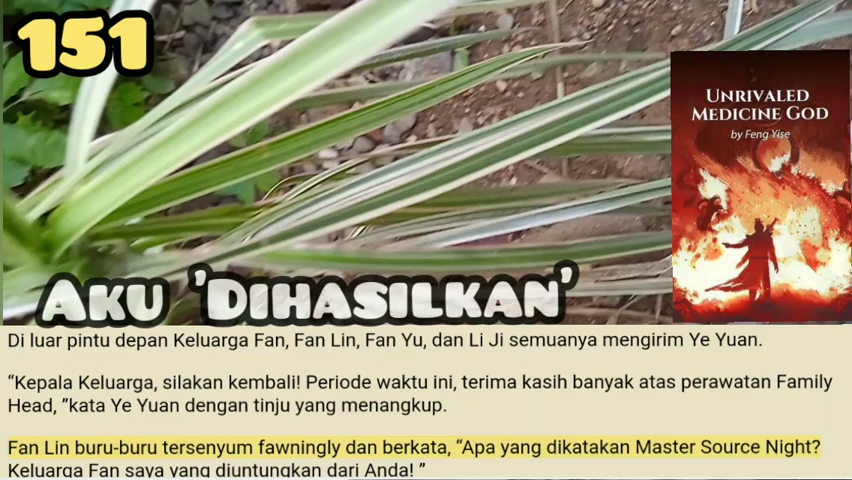 151
UNRIVALED
MEDICINE GOD
by Feng Yise
AKU 'DIHASILKAN'
Di luar pintu depan Keluarga Fan, Fan Lin, Fan Yu, dan Li Ji semuanya mengirim Ye Yuan.
“Kepala Keluarga, silakan kembali! Periode waktu ini, terima kasih banyak atas perawatan Family
Head, ”kata Ye Yuan dengan tinju yang menangkup.
Fan Lin buru-buru tersenyum fawningly dan berkata, “Apa yang dikatakan Master Source Night?
Keluarga Fan saya yang diuntungkan dari Anda! ”